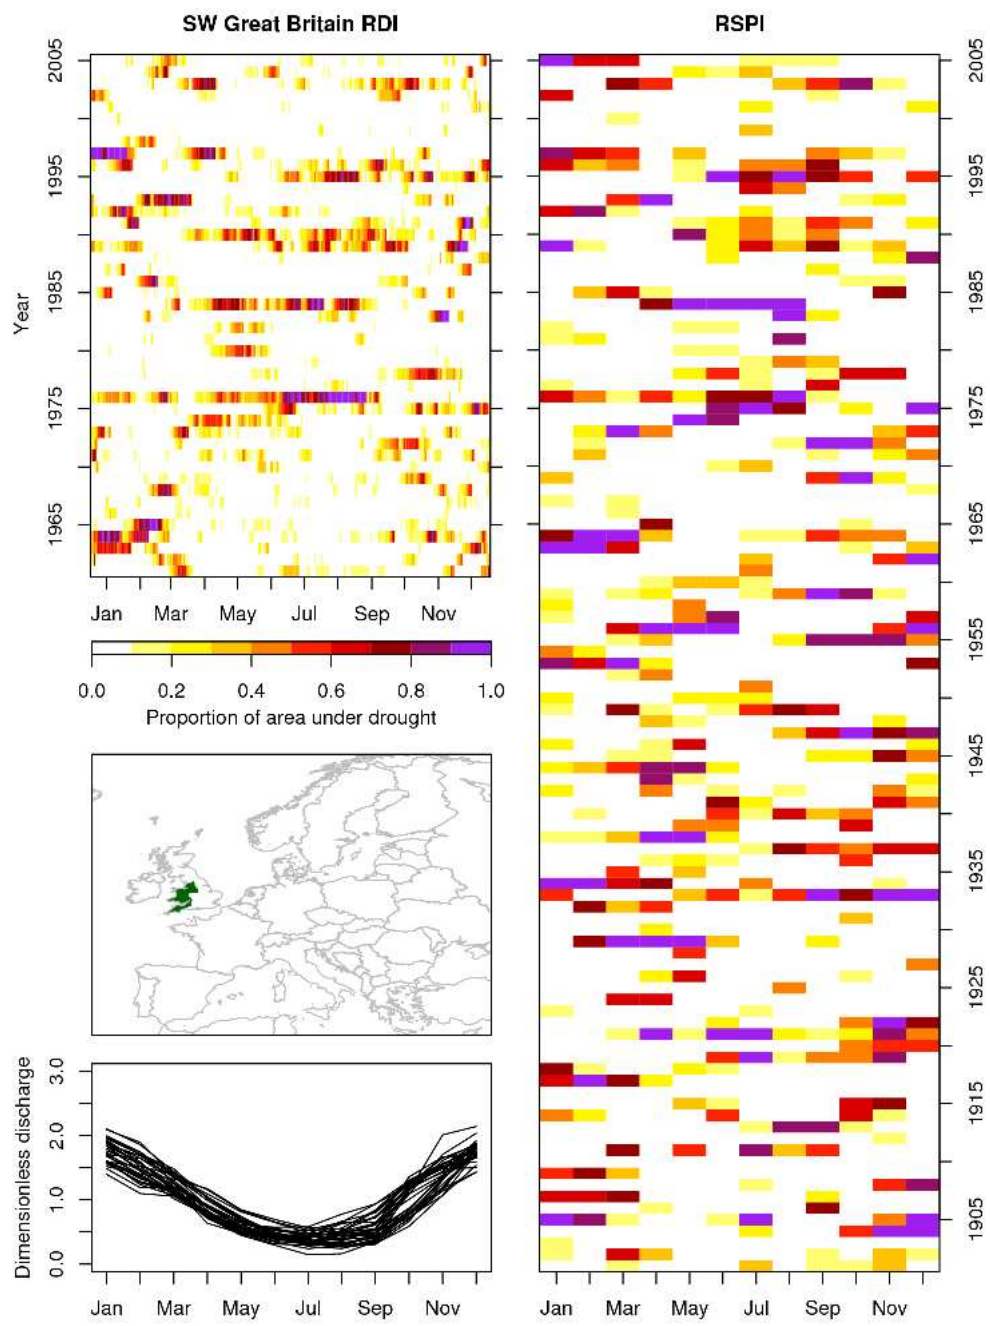 SW Great Britain RDI
RSPI
Year
2005
1995
1985
1975
1965
Jan Mar May Jul Sep Nov
0.0 0.2 0.4 0.6 0.8 1.0
Proportion of area under drought
Dimensionless discharge
3.0
2.0
1.0
0.0
Jan Mar May Jul Sep Nov
2005
1995
1985
1975
1965
1955
1945
1935
1925
1915
1905
Jan Mar May Jul Sep Nov